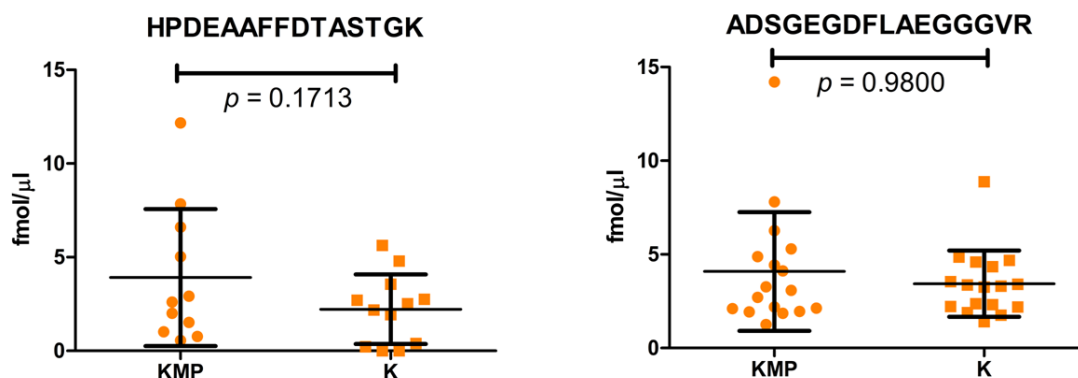 HPDEAAFFDTASTGK
p = 0.1713
15
10
5
0
fmol/µl
KMP K
ADSGEGDFLAEGGGVR
p = 0.9800
15
10
5
0
fmol/µl
KMP K